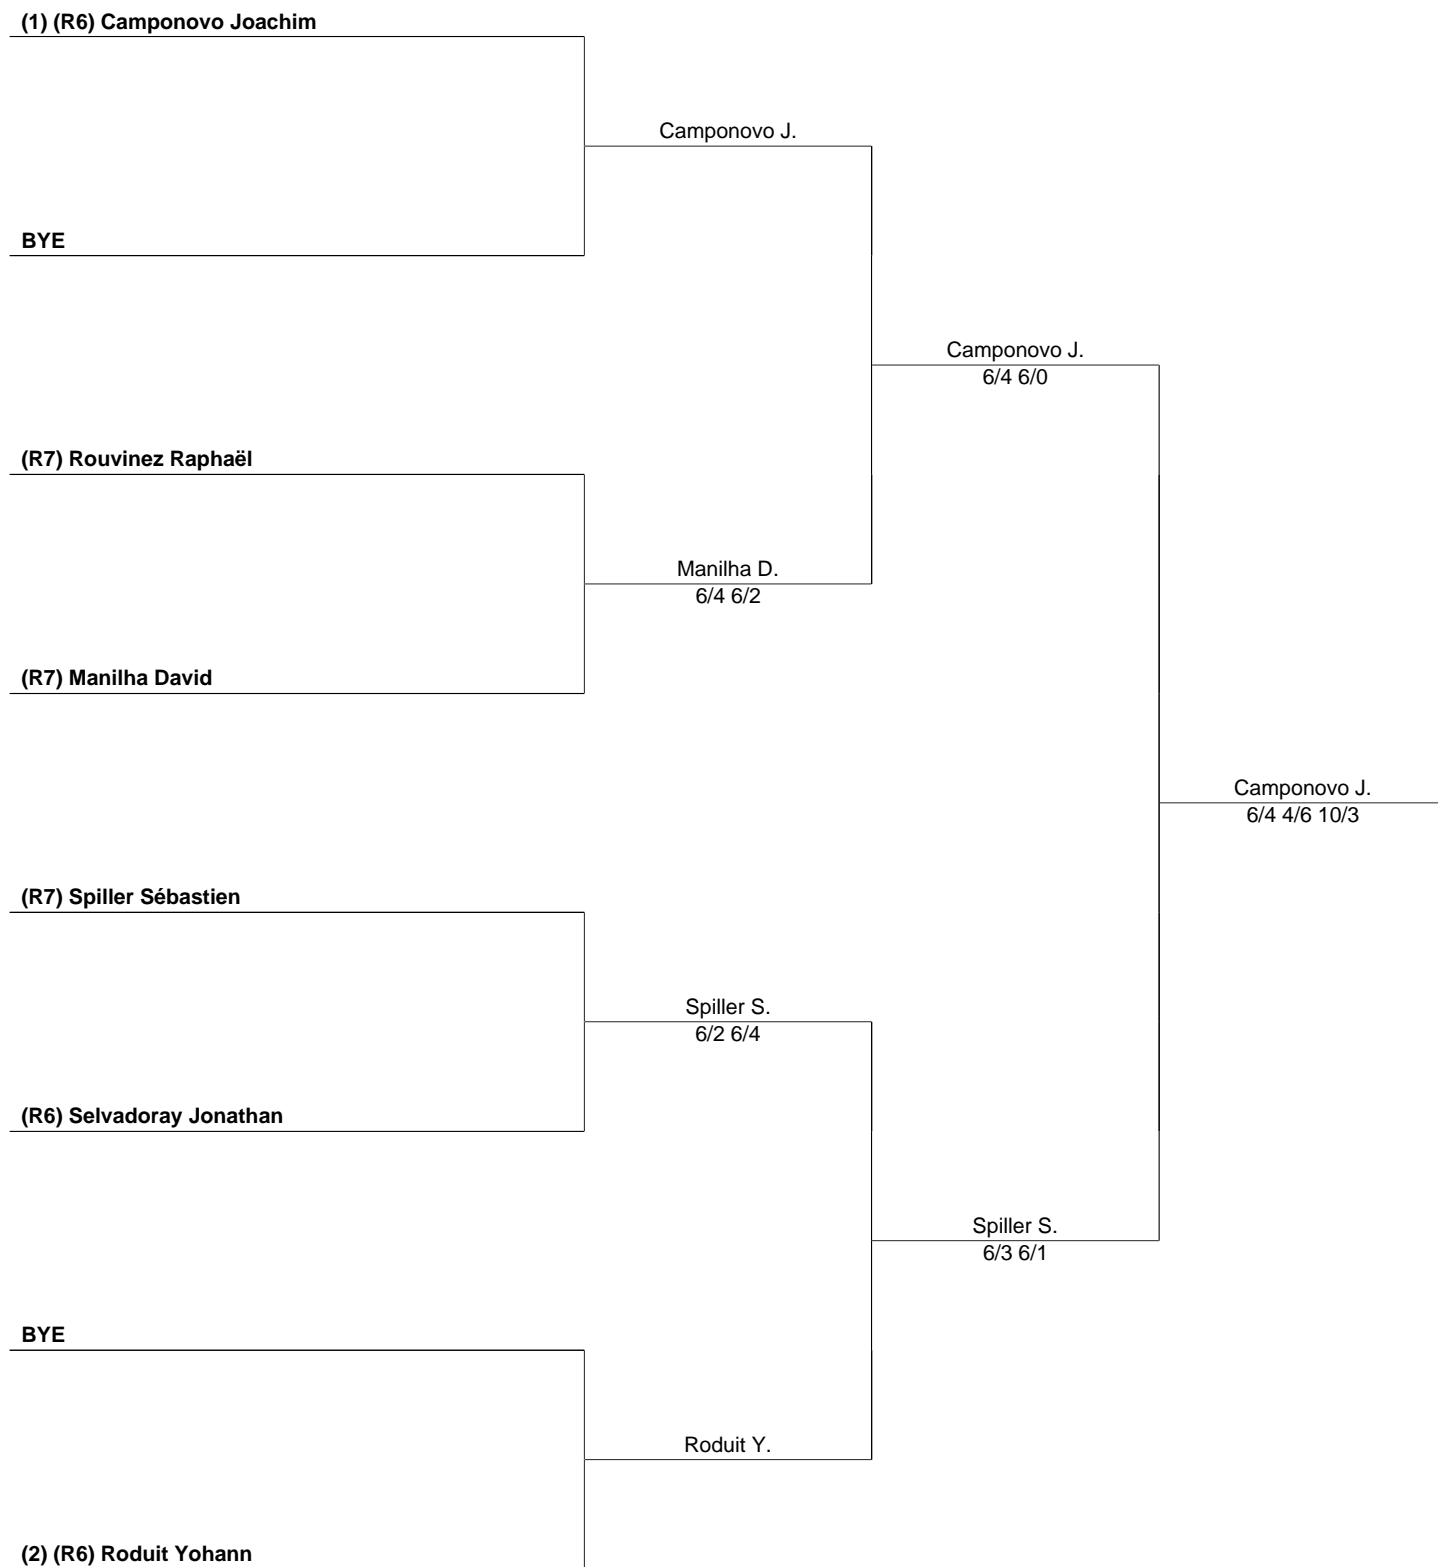 (1) (R6) Camponovo Joachim
Camponovo J.
BYE
Camponovo J.
6/4 6/0
(R7) Rouvinez Raphaël
Manilha D.
6/4 6/2
(R7) Manilha David
Camponovo J.
6/4 4/6 10/3
(R7) Spiller Sébastien
Spiller S.
6/2 6/4
(R6) Selvadoray Jonathan
Spiller S.
6/3 6/1
BYE
Roduit Y.
(2) (R6) Roduit Yohann